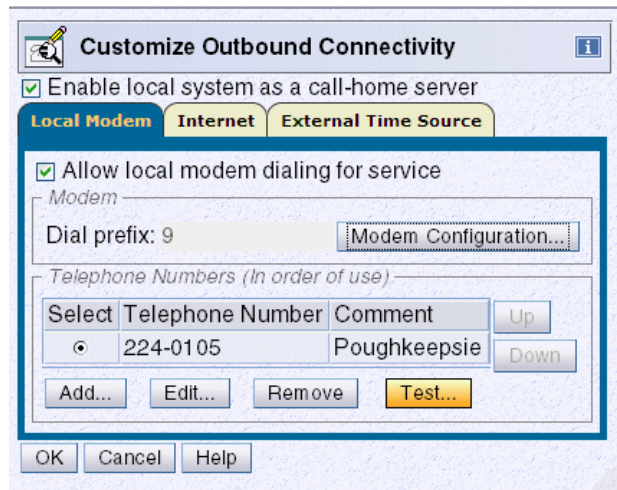 Customize Outbound Connectivity i
Enable local system as a call-home server
Local Modem Internet External Time Source
Allow local modem dialing for service
Modem
Dial prefix: 9 Modem Configuration...
Telephone Numbers (In order of use)
Select Telephone Number Comment Up
224-0105 Poughkeepsie Down
Add... Edit... Remove Test...
OK Cancel Help